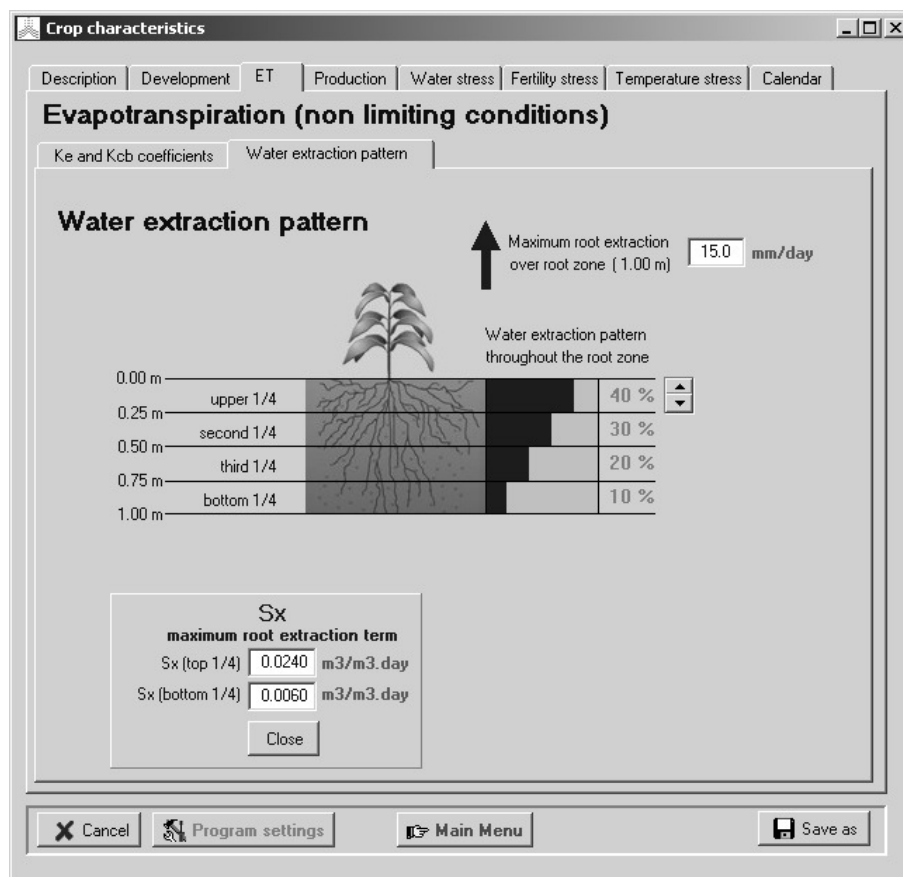 Crop characteristics
Description Development ET Production Water stress Fertility stress Temperature stress Calendar
Evapotranspiration (non limiting conditions)
Ke and Kcb coefficients Water extraction pattern
Water extraction pattern
Maximum root extraction
over root zone ( 1.00 m) 15.0 mm/day
Water extraction pattern
throughout the root zone
0.00 m
upper 1/4 40 %
0.25 m
second 1/4 30 %
0.50 m
third 1/4 20 %
0.75 m
bottom 1/4 10 %
1.00 m
Sx
maximum root extraction term
Sx (top 1/4) 0.0240 m3/m3.day
Sx (bottom 1/4) 0.0060 m3/m3.day
Close
Cancel Program settings Main Menu Save as